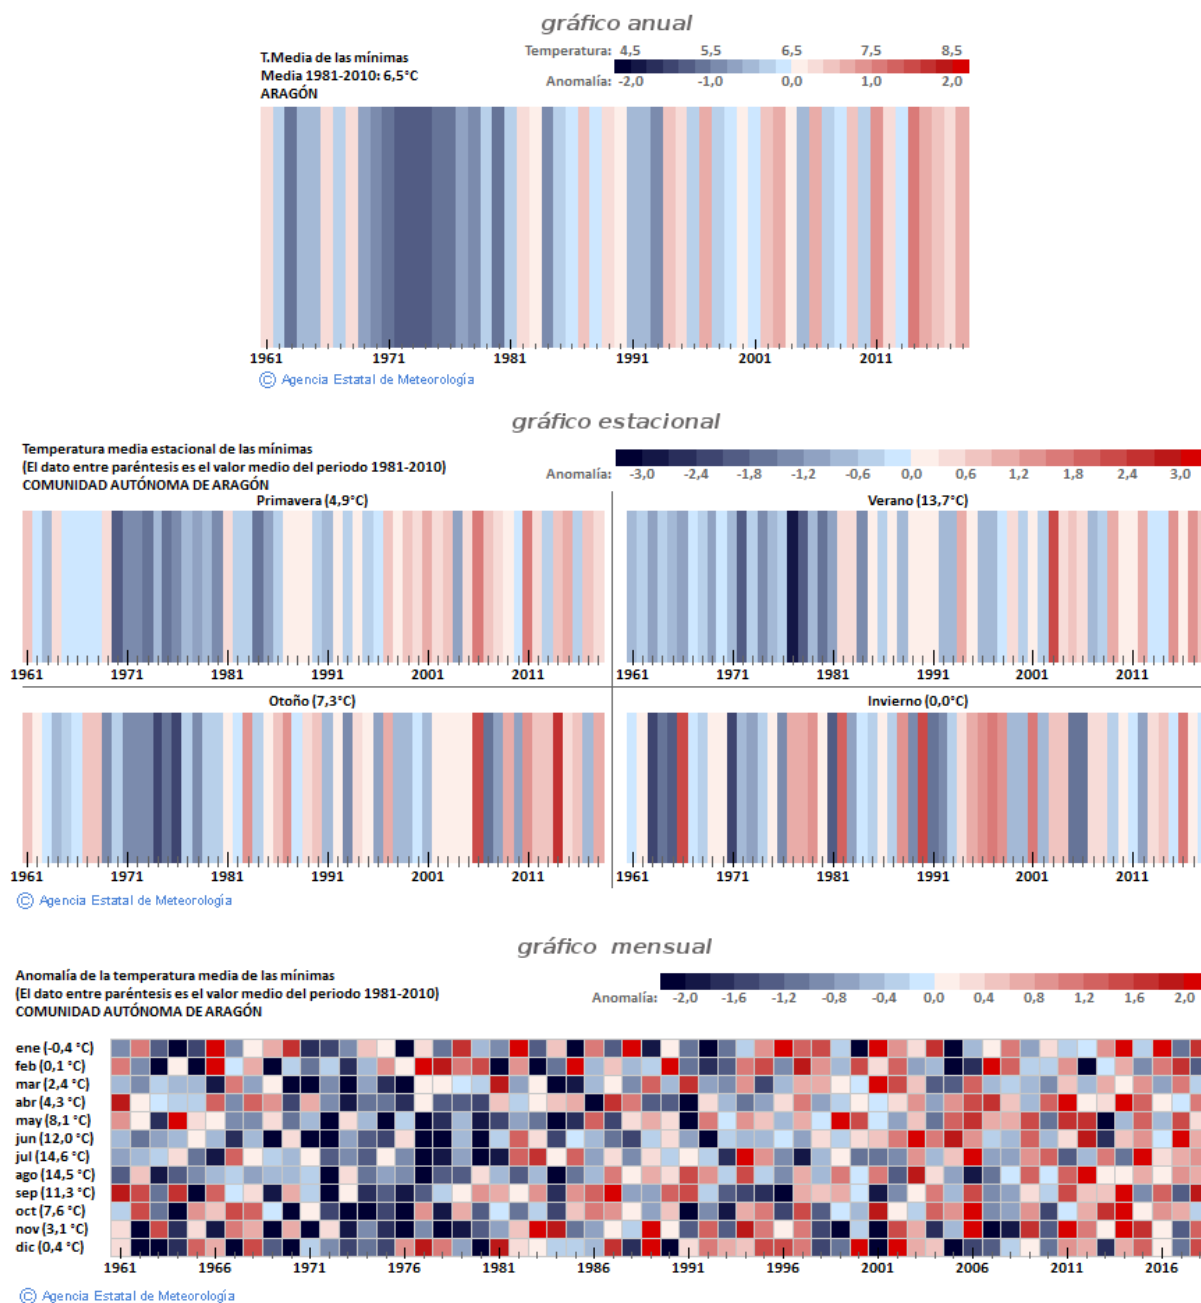 gráfico anual
T.Media de las mínimas
Media 1981-2010: 6,5°C
ARAGÓN
Temperatura: 4,5 5,5 6,5 7,5 8,5
Anomalía: -2,0 -1,0 0,0 1,0 2,0
1961 1971 1981 1991 2001 2011
© Agencia Estatal de Meteorología
gráfico estacional
Temperatura media estacional de las mínimas
(El dato entre paréntesis es el valor medio del periodo 1981-2010)
COMUNIDAD AUTÓNOMA DE ARAGÓN
Anomalía: -3,0 -2,4 -1,8 -1,2 -0,6 0,0 0,6 1,2 1,8 2,4 3,0
Primavera (4,9°C)
1961 1971 1981 1991 2001 2011
Verano (13,7°C)
1961 1971 1981 1991 2001 2011
Otoño (7,3°C)
1961 1971 1981 1991 2001 2011
Invierno (0,0°C)
1961 1971 1981 1991 2001 2011
© Agencia Estatal de Meteorología
gráfico mensual
Anomalía de la temperatura media de las mínimas
(El dato entre paréntesis es el valor medio del periodo 1981-2010)
COMUNIDAD AUTÓNOMA DE ARAGÓN
Anomalía: -2,0 -1,6 -1,2 -0,8 -0,4 0,0 0,4 0,8 1,2 1,6 2,0
ene (-0,4 °C)
feb (0,1 °C)
mar (2,4 °C)
abr (4,3 °C)
may (8,1 °C)
jun (12,0 °C)
jul (14,6 °C)
ago (14,5 °C)
sep (11,3 °C)
oct (7,6 °C)
nov (3,1 °C)
dic (0,4 °C)
1961 1966 1971 1976 1981 1986 1991 1996 2001 2006 2011 2016
© Agencia Estatal de Meteorología